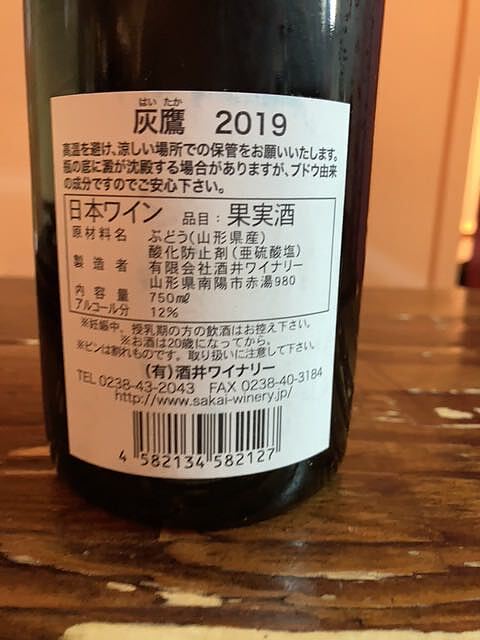 はい たか
灰鷹 2019
高温を避け、涼しい場所での保管をお願いいたします。
瓶の底に澱が沈殿する場合がありますが、ブドウ由来
の成分ですのでご安心下さい。
日本ワイン 品目：果実酒
原材料名 ぶどう(山形県産)
酸化防止剤(亜硫酸塩)
製造者 有限会社酒井ワイナリー
山形県南陽市赤湯980
内容量 750㎖
アルコール分 12%
※妊娠中、授乳期の方の飲酒はお控え下さい。
※お酒は20歳になってから。
※ビンは割れものです。取り扱いに注意して下さい。
(有)酒井ワイナリー
TEL 0238-43-2043 FAX 0238-40-3184
http://www.sakai-winery.jp/
4 582134 582127